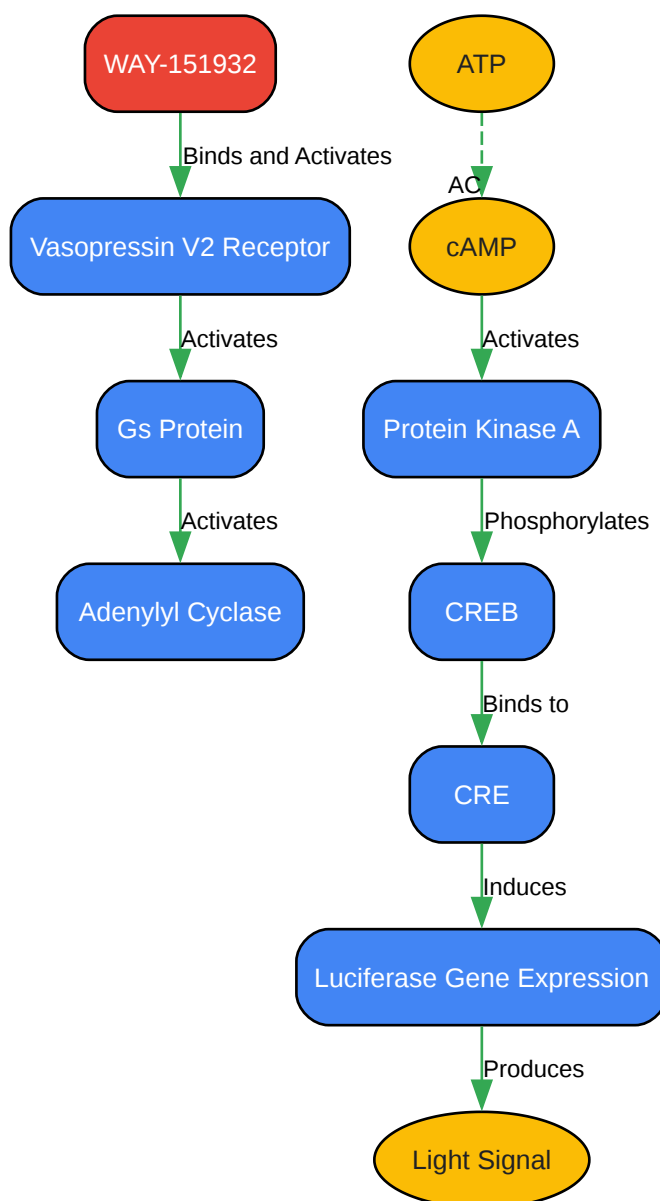 WAY-151932
ATP
Binds and Activates
AC
Vasopressin V2 Receptor
cAMP
Activates
Activates
Gs Protein
Protein Kinase A
Activates
Phosphorylates
Adenylyl Cyclase
CREB
Binds to
CRE
Induces
Luciferase Gene Expression
Produces
Light Signal